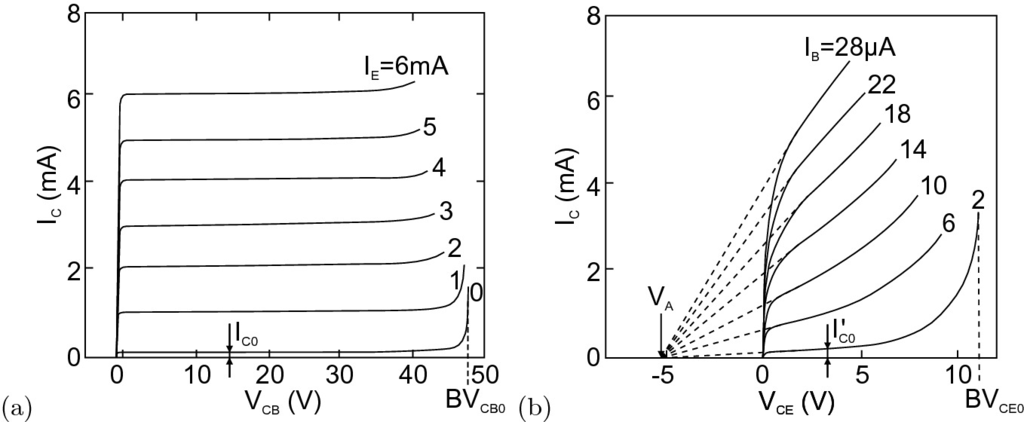 8
6
4
2
0
I_C (mA)
I_E=6mA
5
4
3
2
1
0
I_C0
0 10 20 30 40 50
V_CB (V)
BV_CB0
(a)
8
6
4
2
0
I_C (mA)
I_B=28μA
22
18
14
10
6
2
V_A
I'_C0
-5 0 5 10
V_CE (V)
BV_CE0
(b)